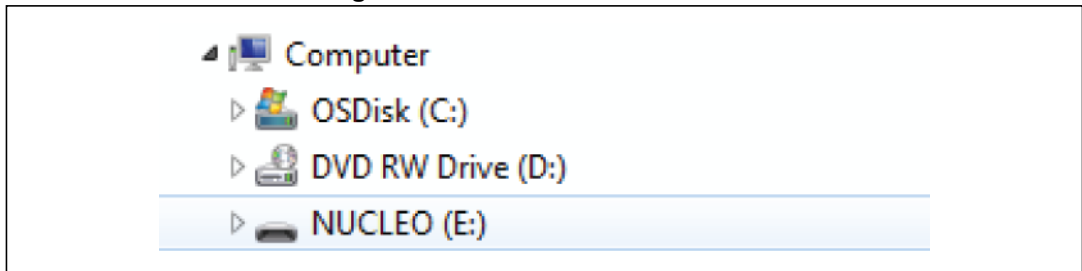 Computer
OSDisk (C:)
DVD RW Drive (D:)
NUCLEO (E:)